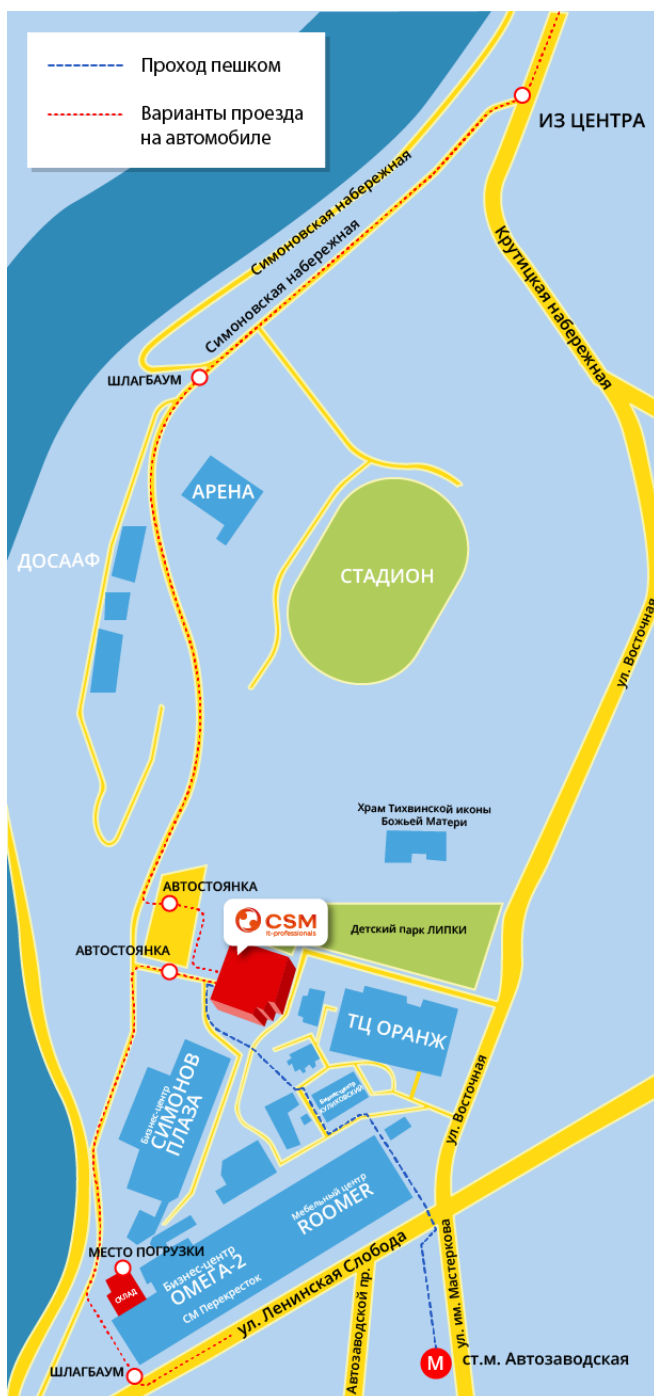 Проход пешком
Варианты проезда
на автомобиле
ИЗ ЦЕНТРА
Симоновская набережная
Симоновская набережная
Крутицкая набережная
ШЛАГБАУМ
АРЕНА
ДОСААФ
СТАДИОН
ул. Восточная
Храм Тихвинской иконы
Божьей Матери
АВТОСТОЯНКА
CSM
it-professionals
Детский парк ЛИПКИ
АВТОСТОЯНКА
ТЦ ОРАНЖ
Бизнес-центр
КУЛИКОВСКИЙ
ул. Восточная
Бизнес-центр
СИМОНОВ
ПЛАЗА
Мебельный центр
ROOMER
МЕСТО ПОГРУЗКИ
СКЛАД
Бизнес-центр
ОМЕГА-2
СМ Перекресток
ул. Ленинская Слобода
ул. им. Мастеркова
Автозаводской пр.
М
ст.м. Автозаводская
ШЛАГБАУМ